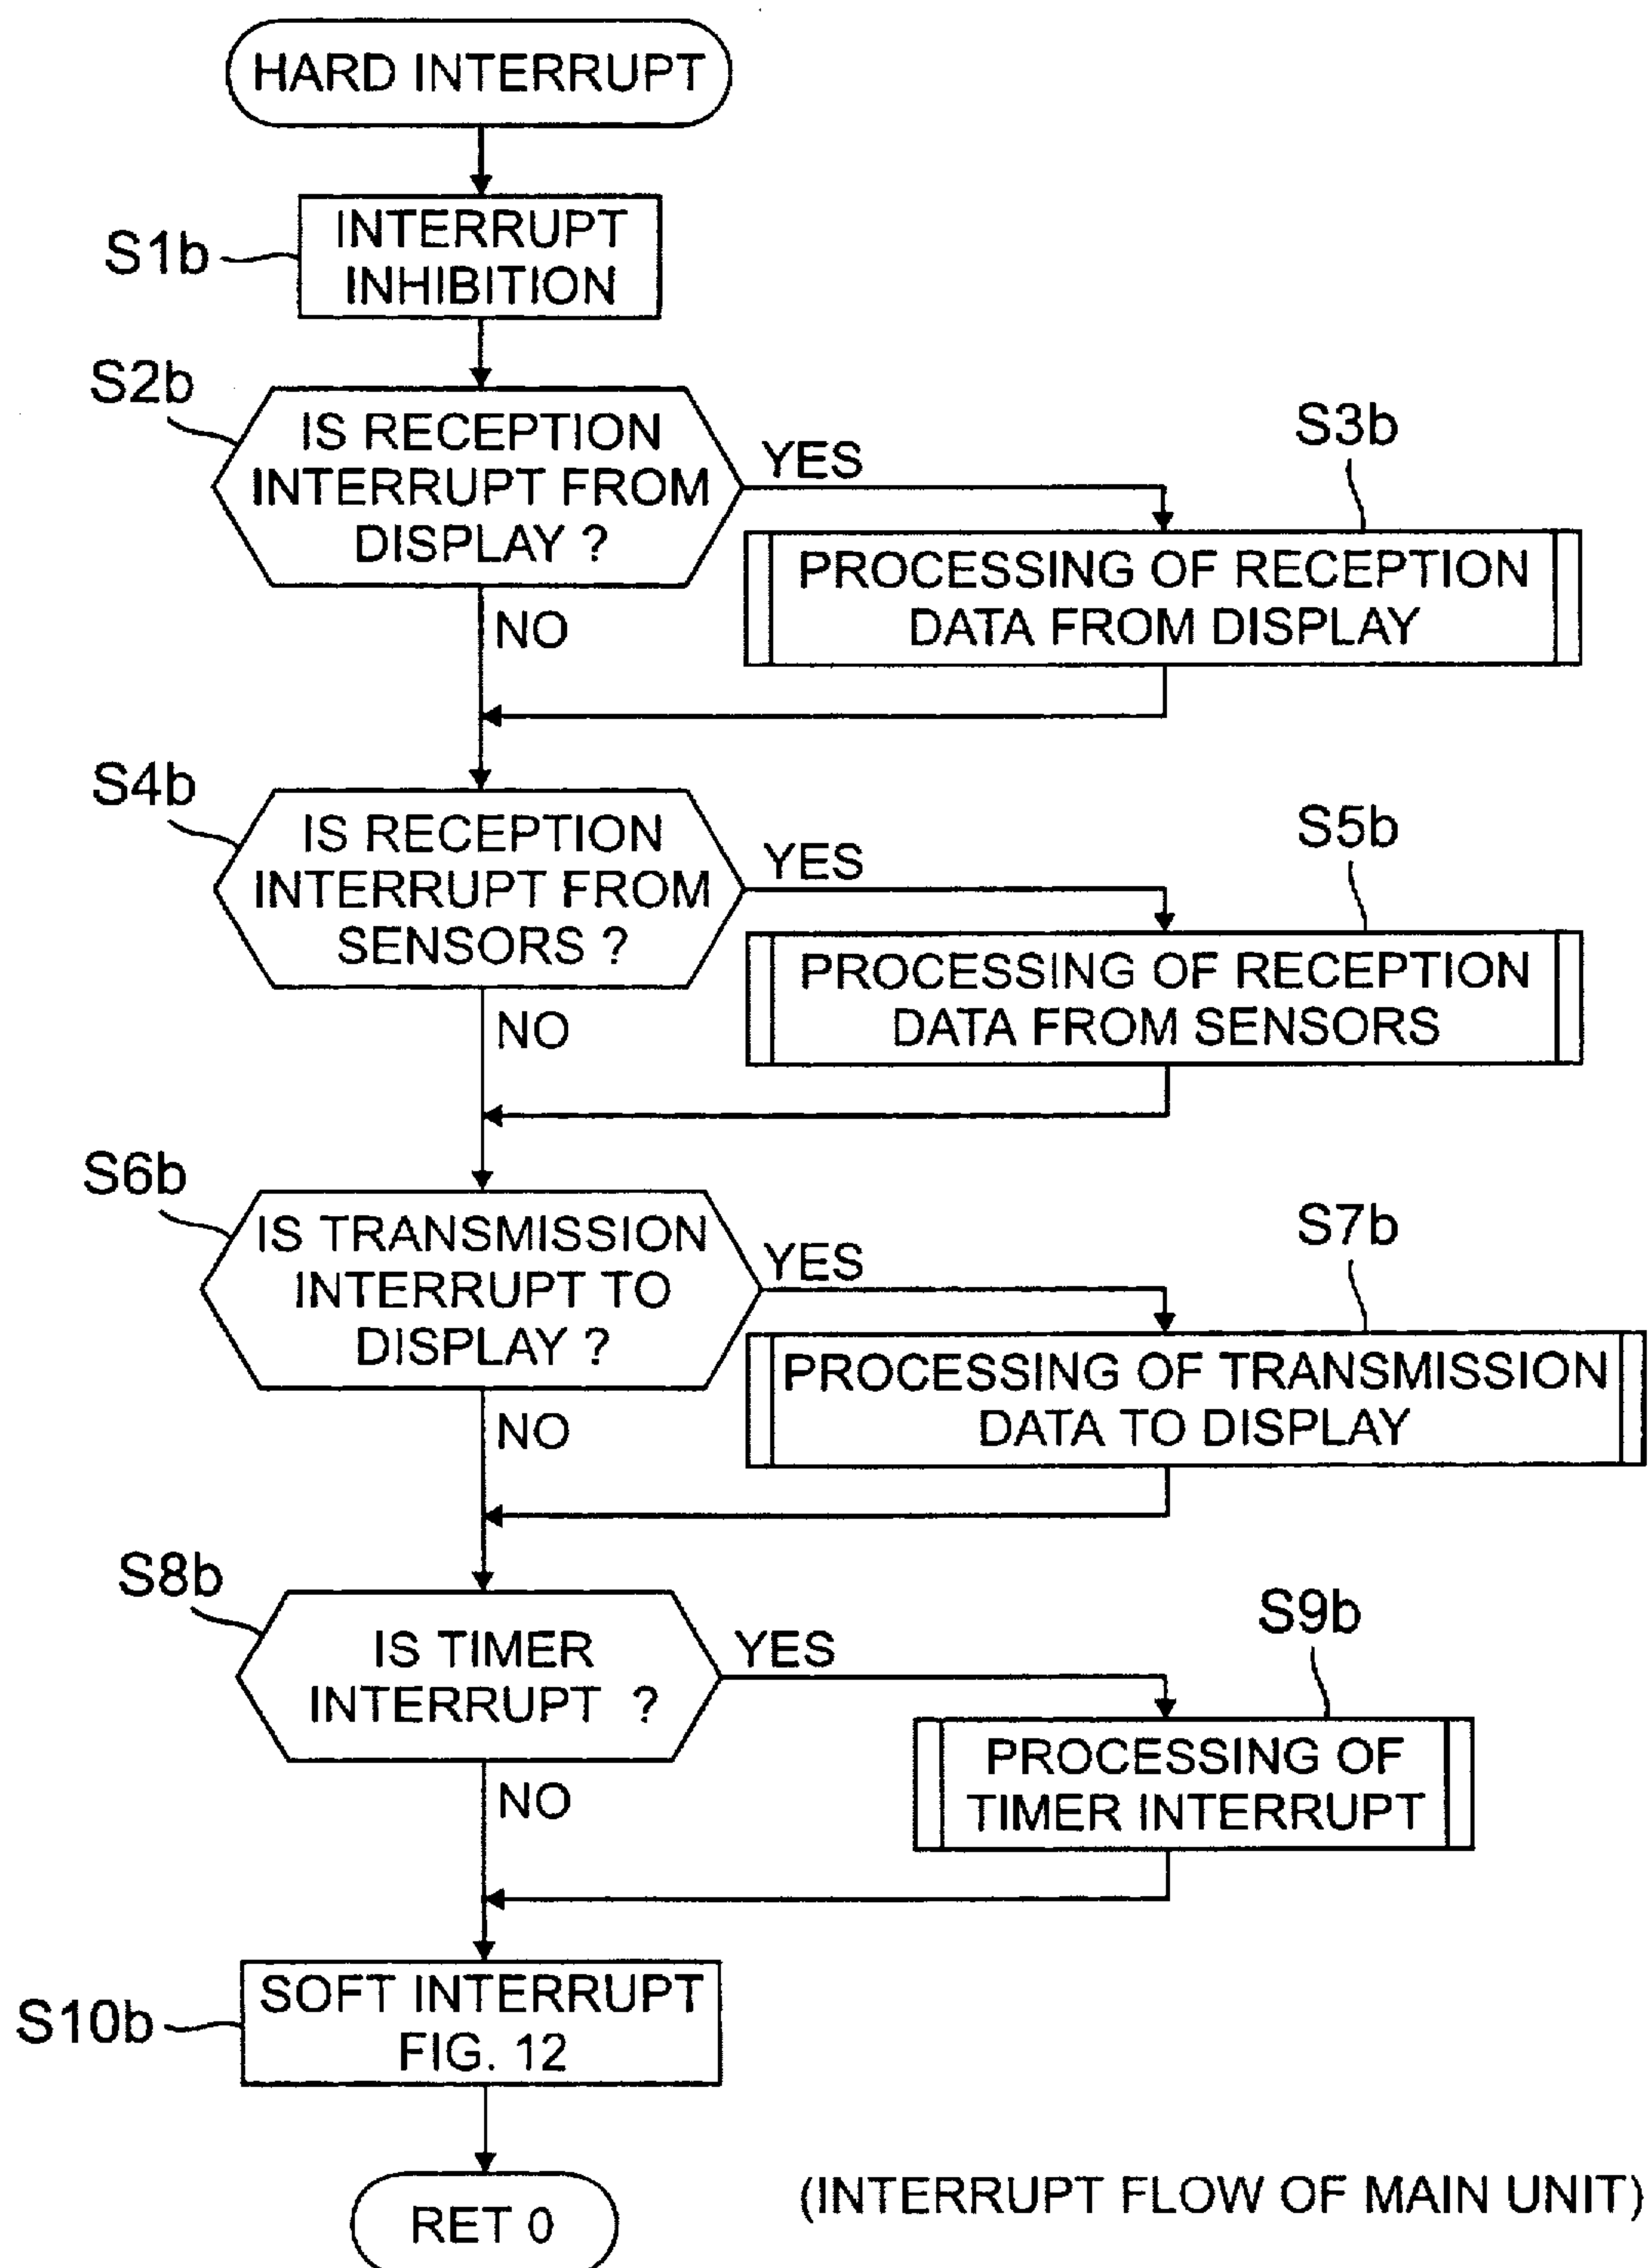 HARD INTERRUPT
S1b
INTERRUPT
INHIBITION
S2b
IS RECEPTION
INTERRUPT FROM
DISPLAY ?
YES
NO
S3b
PROCESSING OF RECEPTION
DATA FROM DISPLAY
S4b
IS RECEPTION
INTERRUPT FROM
SENSORS ?
YES
NO
S5b
PROCESSING OF RECEPTION
DATA FROM SENSORS
S6b
IS TRANSMISSION
INTERRUPT TO
DISPLAY ?
YES
NO
S7b
PROCESSING OF TRANSMISSION
DATA TO DISPLAY
S8b
IS TIMER
INTERRUPT ?
YES
NO
S9b
PROCESSING OF
TIMER INTERRUPT
S10b
SOFT INTERRUPT
FIG. 12
RET 0
(INTERRUPT FLOW OF MAIN UNIT)